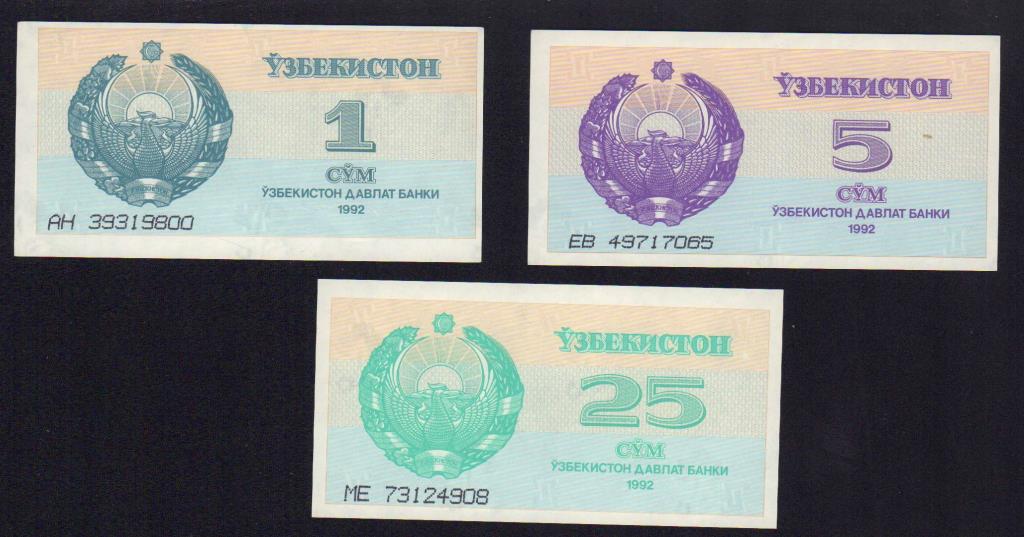 ЎЗБЕКИСТОН
1
СЎМ
ЎЗБЕКИСТОН ДАВЛАТ БАНКИ
1992
АН 39319800
ЎЗБЕКИСТОН
5
СЎМ
ЎЗБЕКИСТОН ДАВЛАТ БАНКИ
1992
ЕВ 49717065
ЎЗБЕКИСТОН
25
СЎМ
ЎЗБЕКИСТОН ДАВЛАТ БАНКИ
1992
МЕ 73124908